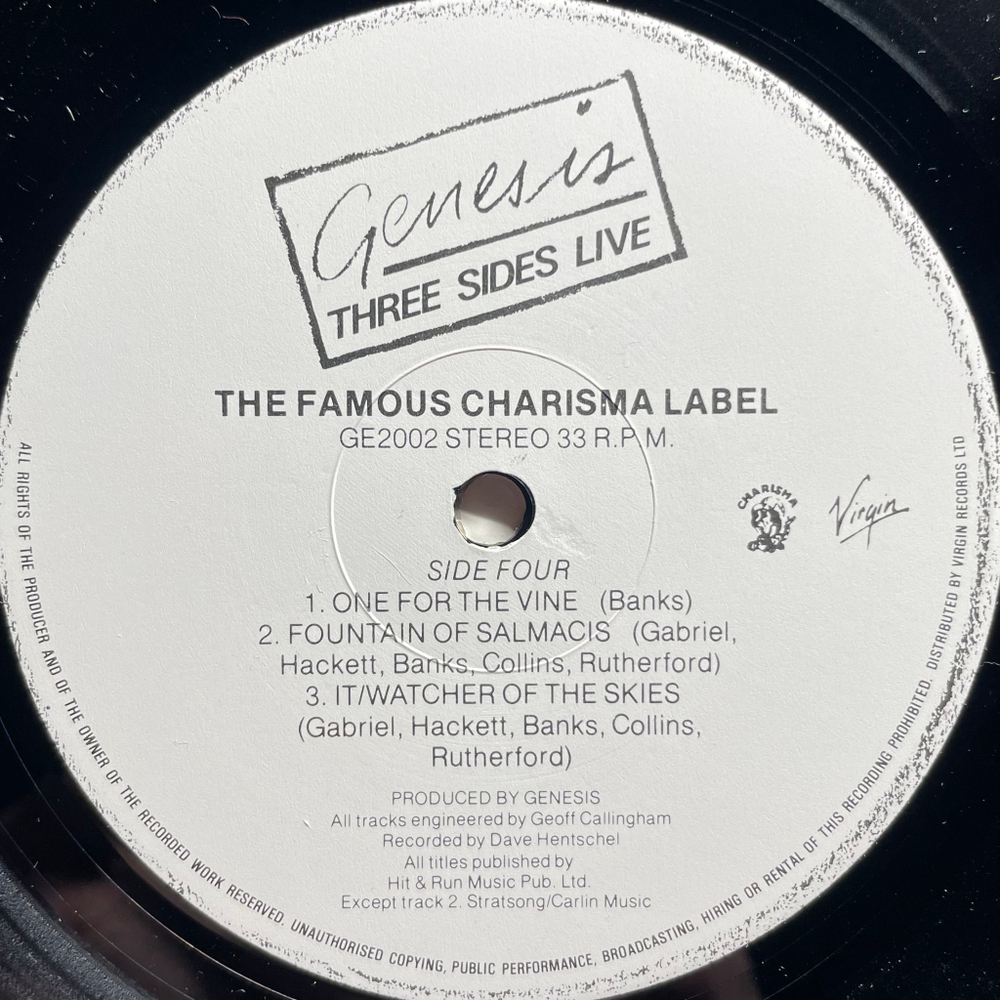 Genesis
THREE SIDES LIVE
THE FAMOUS CHARISMA LABEL
GE2002 STEREO 33 R.P.M.
CHARISMA
Virgin
SIDE FOUR
1. ONE FOR THE VINE (Banks)
2. FOUNTAIN OF SALMACIS (Gabriel,
Hackett, Banks, Collins, Rutherford)
3. IT/WATCHER OF THE SKIES
(Gabriel, Hackett, Banks, Collins,
Rutherford)
PRODUCED BY GENESIS
All tracks engineered by Geoff Callingham
Recorded by Dave Hentschel
All titles published by
Hit & Run Music Pub. Ltd.
Except track 2. Stratsong/Carlin Music
ALL RIGHTS OF THE PRODUCER AND OF THE OWNER OF THE RECORDED WORK RESERVED. UNAUTHORISED COPYING, PUBLIC PERFORMANCE, BROADCASTING, HIRING OR RENTAL OF THIS RECORDING PROHIBITED. DISTRIBUTED BY VIRGIN RECORDS LTD